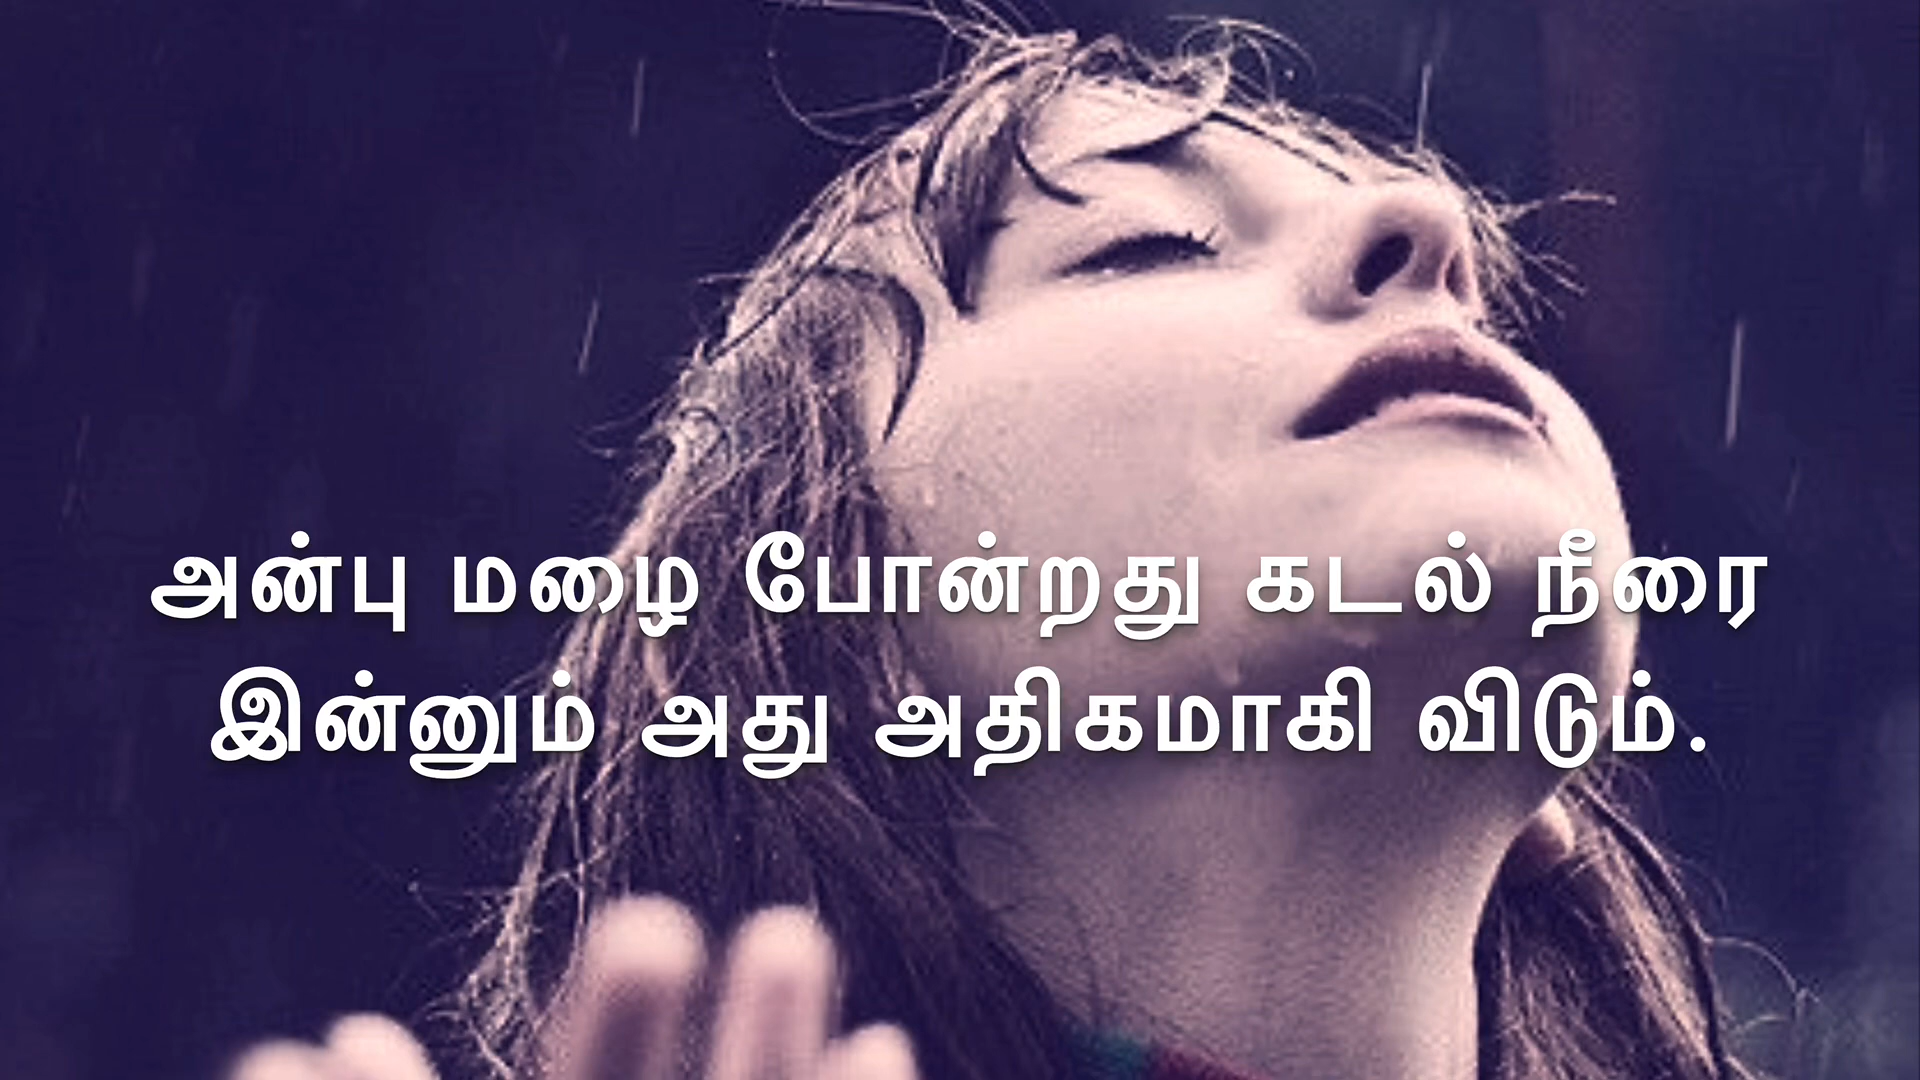 அன்பு மழை போன்றது கடல் நீரை
இன்னும் அது அதிகமாகி விடும்.